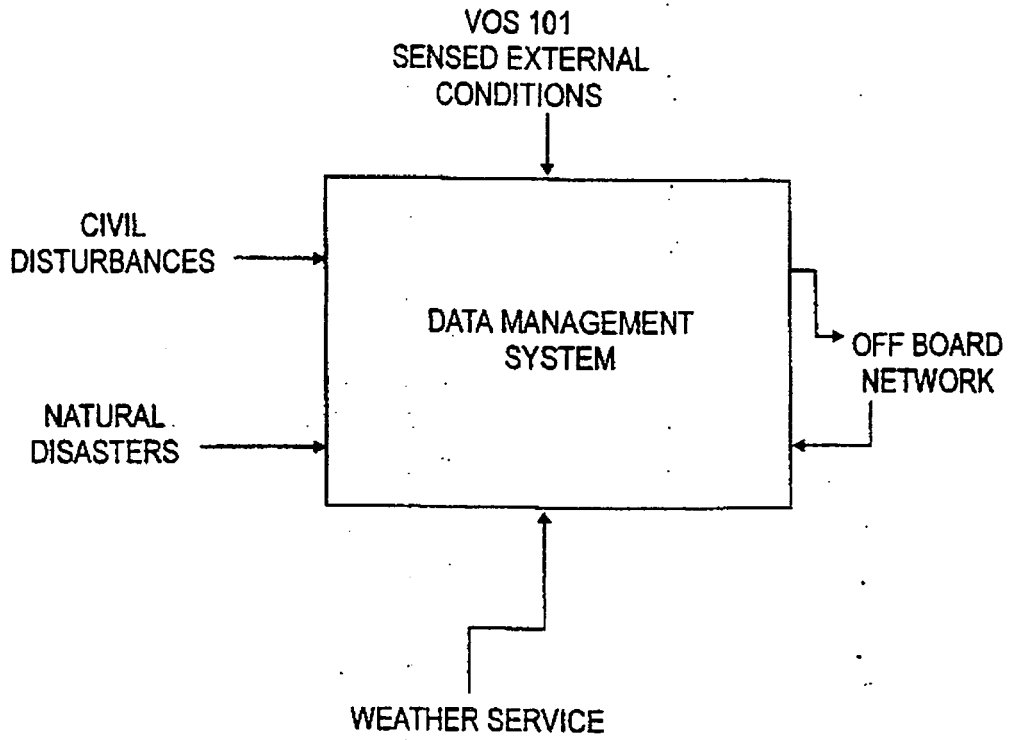 VOS 101
SENSED EXTERNAL
CONDITIONS
CIVIL
DISTURBANCES
DATA MANAGEMENT
SYSTEM
OFF BOARD
NETWORK
NATURAL
DISASTERS
WEATHER SERVICE